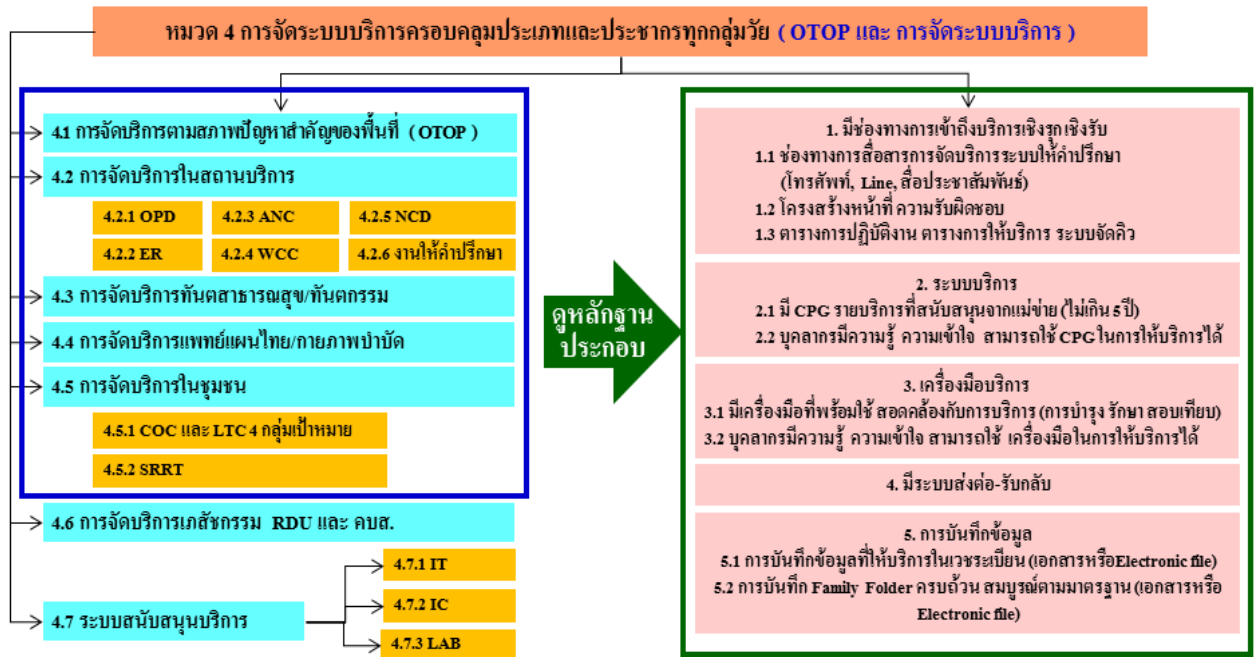 หมวด 4 การจัดระบบบริการครอบคลุมประเภทและประชากรทุกกลุ่มวัย ( OTOP และ การจัดระบบบริการ )
4.1 การจัดบริการตามสภาพปัญหาสำคัญของพื้นที่ ( OTOP )
4.2 การจัดบริการในสถานบริการ
4.2.1 OPD
4.2.3 ANC
4.2.5 NCD
4.2.2 ER
4.2.4 WCC
4.2.6 งานให้คำปรึกษา
4.3 การจัดบริการทันตสาธารณสุข/ทันตกรรม
4.4 การจัดบริการแพทย์แผนไทย/กายภาพบำบัด
4.5 การจัดบริการในชุมชน
4.5.1 COC และ LTC 4 กลุ่มเป้าหมาย
4.5.2 SRRT
4.6 การจัดบริการเภสัชกรรม RDU และ คบส.
4.7 ระบบสนับสนุนบริการ
4.7.1 IT
4.7.2 IC
4.7.3 LAB
ดูหลักฐาน
ประกอบ
1. มีช่องทางการเข้าถึงบริการเชิงรุกเชิงรับ
1.1 ช่องทางการสื่อสารการจัดบริการระบบให้คำปรึกษา
(โทรศัพท์, Line, สื่อประชาสัมพันธ์)
1.2 โครงสร้างหน้าที่ ความรับผิดชอบ
1.3 ตารางการปฏิบัติงาน ตารางการให้บริการ ระบบจัดคิว
2. ระบบบริการ
2.1 มี CPG รายบริการที่สนับสนุนจากแม่ข่าย (ไม่เกิน 5 ปี)
2.2 บุคลากรมีความรู้ ความเข้าใจ สามารถใช้ CPG ในการให้บริการได้
3. เครื่องมือบริการ
3.1 มีเครื่องมือที่พร้อมใช้ สอดคล้องกับการบริการ (การบำรุง รักษา สอบเทียบ)
3.2 บุคลากรมีความรู้ ความเข้าใจ สามารถใช้ เครื่องมือในการให้บริการได้
4. มีระบบส่งต่อ-รับกลับ
5. การบันทึกข้อมูล
5.1 การบันทึกข้อมูลที่ให้บริการในเวชระเบียน (เอกสารหรือElectronic file)
5.2 การบันทึก Family Folder ครบถ้วน สมบูรณ์ตามมาตรฐาน (เอกสารหรือ
Electronic file)